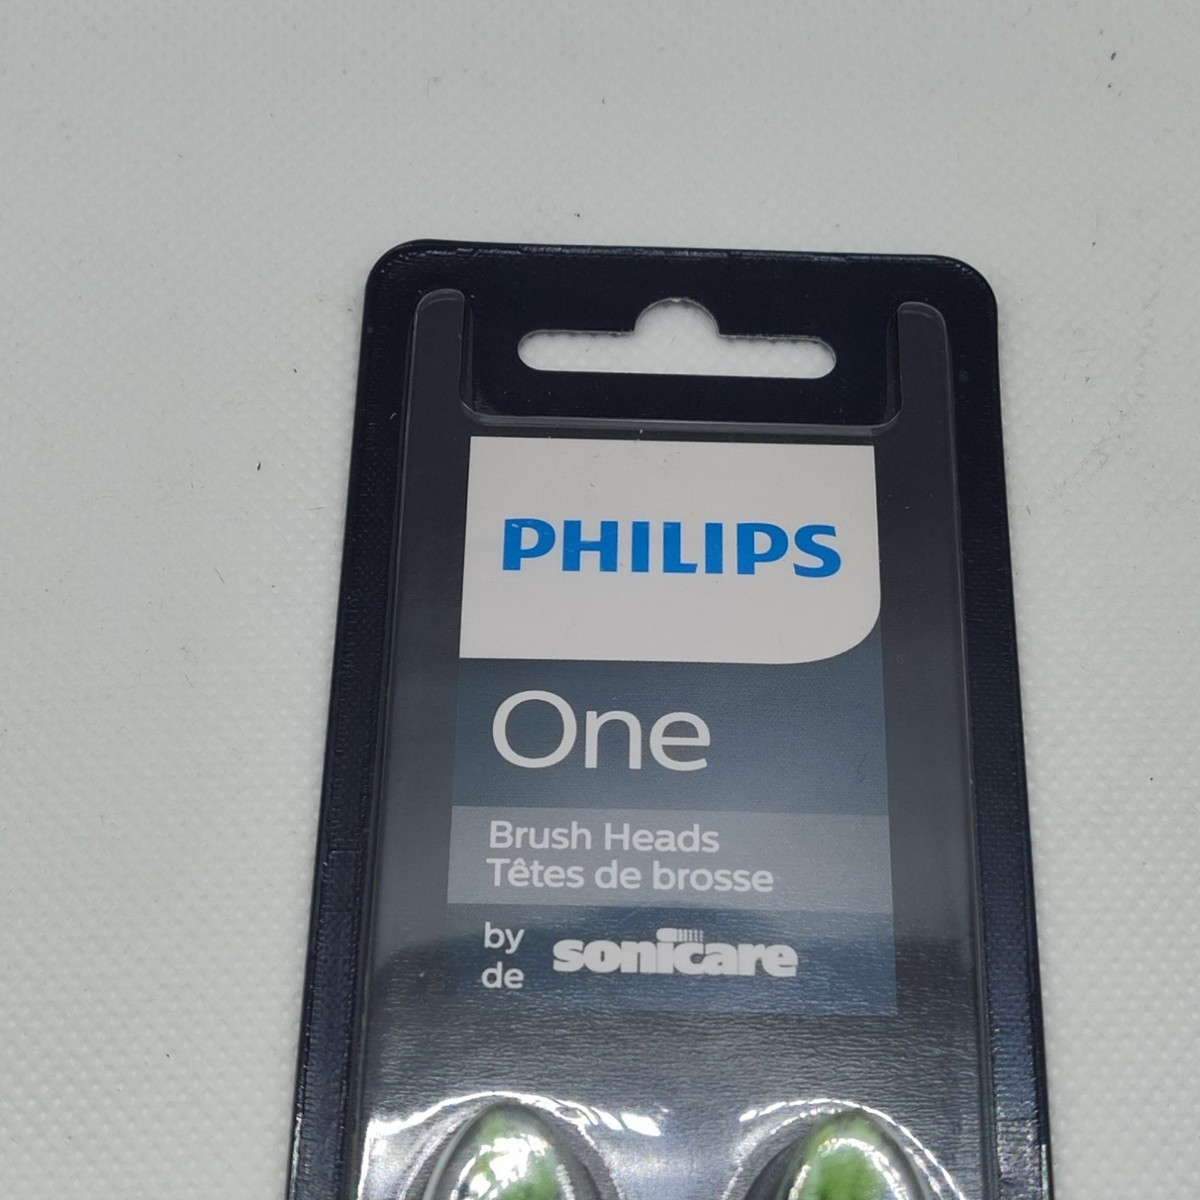 PHILIPS
One
Brush Heads
Têtes de brosse
by
de
sonicare